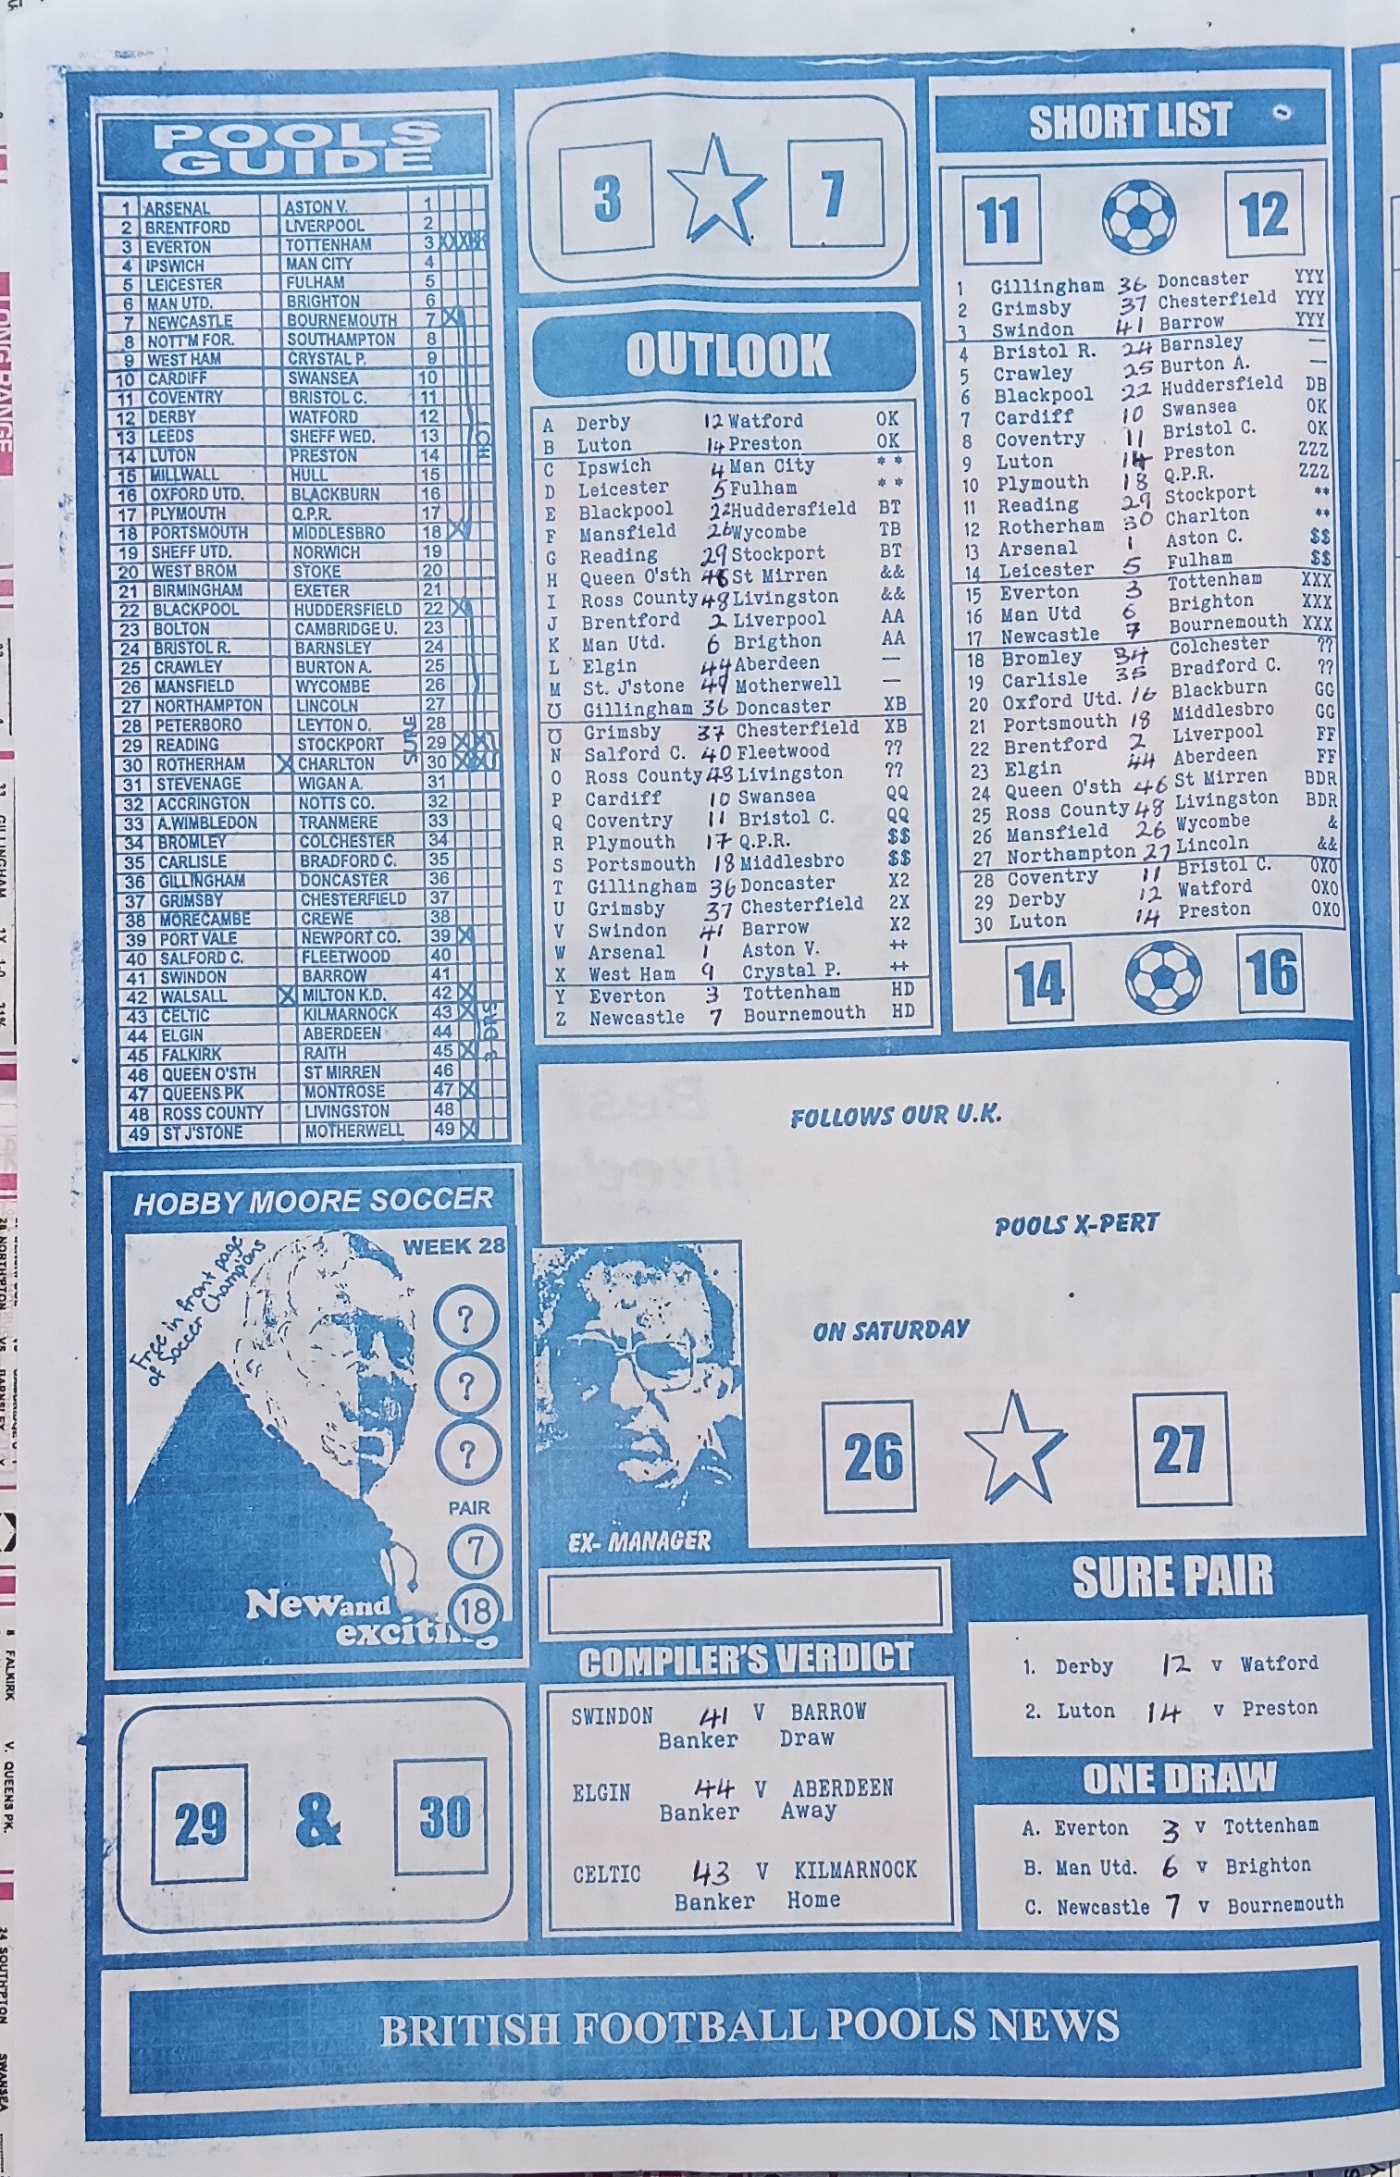 POOLS
GUIDE
1 ARSENAL ASTON V. 1
2 BRENTFORD LIVERPOOL 2
3 EVERTON TOTTENHAM 3 XXX
4 IPSWICH MAN CITY 4
5 LEICESTER FULHAM 5
6 MAN UTD. BRIGHTON 6
7 NEWCASTLE BOURNEMOUTH 7 X
8 NOTT'M FOR. SOUTHAMPTON 8
9 WEST HAM CRYSTAL P. 9
10 CARDIFF SWANSEA 10
11 COVENTRY BRISTOL C. 11
12 DERBY WATFORD 12
13 LEEDS SHEFF WED. 13
14 LUTON PRESTON 14
15 MILLWALL HULL 15
16 OXFORD UTD. BLACKBURN 16
17 PLYMOUTH Q.P.R. 17
18 PORTSMOUTH MIDDLESBRO 18 X
19 SHEFF UTD. NORWICH 19
20 WEST BROM STOKE 20
21 BIRMINGHAM EXETER 21
22 BLACKPOOL HUDDERSFIELD 22 X
23 BOLTON CAMBRIDGE U. 23
24 BRISTOL R. BARNSLEY 24
25 CRAWLEY BURTON A. 25
26 MANSFIELD WYCOMBE 26
27 NORTHAMPTON LINCOLN 27
28 PETERBORO LEYTON O. 28
29 READING STOCKPORT 29 XX
30 ROTHERHAM X CHARLTON 30 XX
31 STEVENAGE WIGAN A. 31
32 ACCRINGTON NOTTS CO. 32
33 A.WIMBLEDON TRANMERE 33
34 BROMLEY COLCHESTER 34
35 CARLISLE BRADFORD C. 35
36 GILLINGHAM DONCASTER 36
37 GRIMSBY CHESTERFIELD 37
38 MORECAMBE CREWE 38
39 PORT VALE NEWPORT CO. 39 X
40 SALFORD C. FLEETWOOD 40
41 SWINDON BARROW 41
42 WALSALL X MILTON K.D. 42 X
43 CELTIC KILMARNOCK 43 X
44 ELGIN ABERDEEN 44
45 FALKIRK RAITH 45 X
46 QUEEN O'STH ST MIRREN 46
47 QUEENS PK MONTROSE 47 X
48 ROSS COUNTY LIVINGSTON 48
49 ST J'STONE MOTHERWELL 49 X
HOT
SURE
3 DRS
HOBBY MOORE SOCCER
Free in front page
of Soccer Champions
WEEK 28
?
?
?
PAIR
7
18
New and
exciting
29 & 30
3 7
OUTLOOK
A Derby 12 Watford OK
B Luton 14 Preston OK
C Ipswich 4 Man City * *
D Leicester 5 Fulham * *
E Blackpool 22 Huddersfield BT
F Mansfield 26 Wycombe TB
G Reading 29 Stockport BT
H Queen O'sth 46 St Mirren &&
I Ross County 48 Livingston &&
J Brentford 2 Liverpool AA
K Man Utd. 6 Brigthon AA
L Elgin 44 Aberdeen —
M St. J'stone 49 Motherwell —
Ʊ Gillingham 36 Doncaster XB
Ʊ Grimsby 37 Chesterfield XB
N Salford C. 40 Fleetwood ??
O Ross County 48 Livingston ??
P Cardiff 10 Swansea QQ
Q Coventry 11 Bristol C. QQ
R Plymouth 17 Q.P.R. $$
S Portsmouth 18 Middlesbro $$
T Gillingham 36 Doncaster X2
U Grimsby 37 Chesterfield 2X
V Swindon 41 Barrow X2
W Arsenal 1 Aston V. ++
X West Ham 9 Crystal P. ++
Y Everton 3 Tottenham HD
Z Newcastle 7 Bournemouth HD
SHORT LIST
11 12
1 Gillingham 36 Doncaster YYY
2 Grimsby 37 Chesterfield YYY
3 Swindon 41 Barrow YYY
4 Bristol R. 24 Barnsley —
5 Crawley 25 Burton A. —
6 Blackpool 22 Huddersfield DB
7 Cardiff 10 Swansea OK
8 Coventry 11 Bristol C. OK
9 Luton 14 Preston ZZZ
10 Plymouth 18 Q.P.R. ZZZ
11 Reading 29 Stockport **
12 Rotherham 30 Charlton **
13 Arsenal 1 Aston C. $$
14 Leicester 5 Fulham $$
15 Everton 3 Tottenham XXX
16 Man Utd 6 Brighton XXX
17 Newcastle 7 Bournemouth XXX
18 Bromley 34 Colchester ??
19 Carlisle 35 Bradford C. ??
20 Oxford Utd. 16 Blackburn GG
21 Portsmouth 18 Middlesbro GG
22 Brentford 2 Liverpool FF
23 Elgin 44 Aberdeen FF
24 Queen O'sth 46 St Mirren BDR
25 Ross County 48 Livingston BDR
26 Mansfield 26 Wycombe &
27 Northampton 27 Lincoln &&
28 Coventry 11 Bristol C. OXO
29 Derby 12 Watford OXO
30 Luton 14 Preston OXO
14 16
FOLLOWS OUR U.K.
POOLS X-PERT
ON SATURDAY
26 27
EX- MANAGER
COMPILER'S VERDICT
SWINDON 41 V BARROW
Banker Draw
ELGIN 44 V ABERDEEN
Banker Away
CELTIC 43 V KILMARNOCK
Banker Home
SURE PAIR
1. Derby 12 v Watford
2. Luton 14 v Preston
ONE DRAW
A. Everton 3 v Tottenham
B. Man Utd. 6 v Brighton
C. Newcastle 7 v Bournemouth
BRITISH FOOTBALL POOLS NEWS